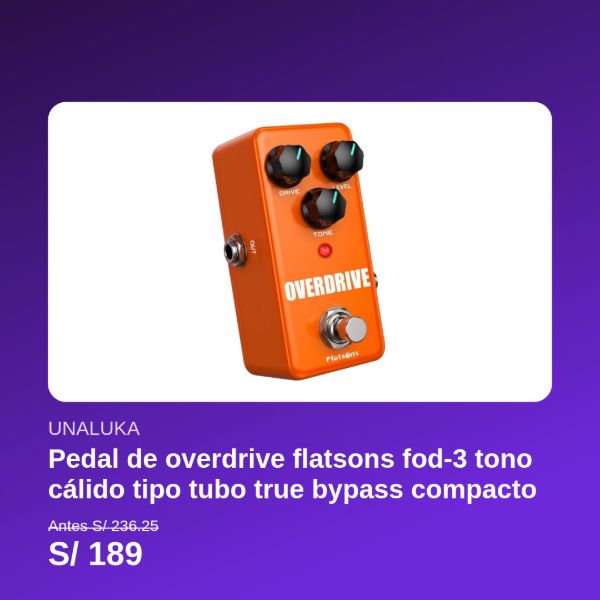 DRIVE
LEVEL
TONE
OUT
OVERDRIVE
Flatsons
UNALUKA
Pedal de overdrive flatsons fod-3 tono
cálido tipo tubo true bypass compacto
Antes S/ 236.25
S/ 189